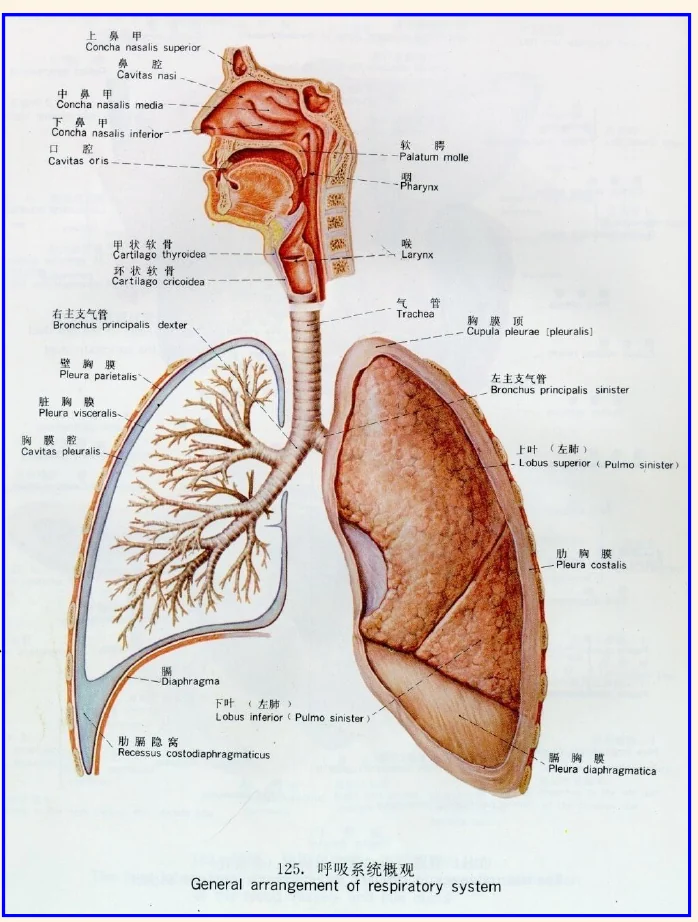 上鼻甲
Concha nasalis superior
鼻腔
Cavitas nasi
中鼻甲
Concha nasalis media
下鼻甲
Concha nasalis inferior
口腔
Cavitas oris
软腭
Palatum molle
咽
Pharynx
甲状软骨
Cartilago thyroidea
喉
Larynx
环状软骨
Cartilago cricoidea
气管
Trachea
右主支气管
Bronchus principalis dexter
胸膜顶
Cupula pleurae [pleuralis]
壁胸膜
Pleura parietalis
左主支气管
Bronchus principalis sinister
脏胸膜
Pleura visceralis
胸膜腔
Cavitas pleuralis
上叶（左肺）
Lobus superior (Pulmo sinister)
肋胸膜
Pleura costalis
膈
Diaphragma
下叶（左肺）
Lobus inferior (Pulmo sinister)
肋膈隐窝
Recessus costodiaphragmaticus
膈胸膜
Pleura diaphragmatica
125. 呼吸系统概观
General arrangement of respiratory system